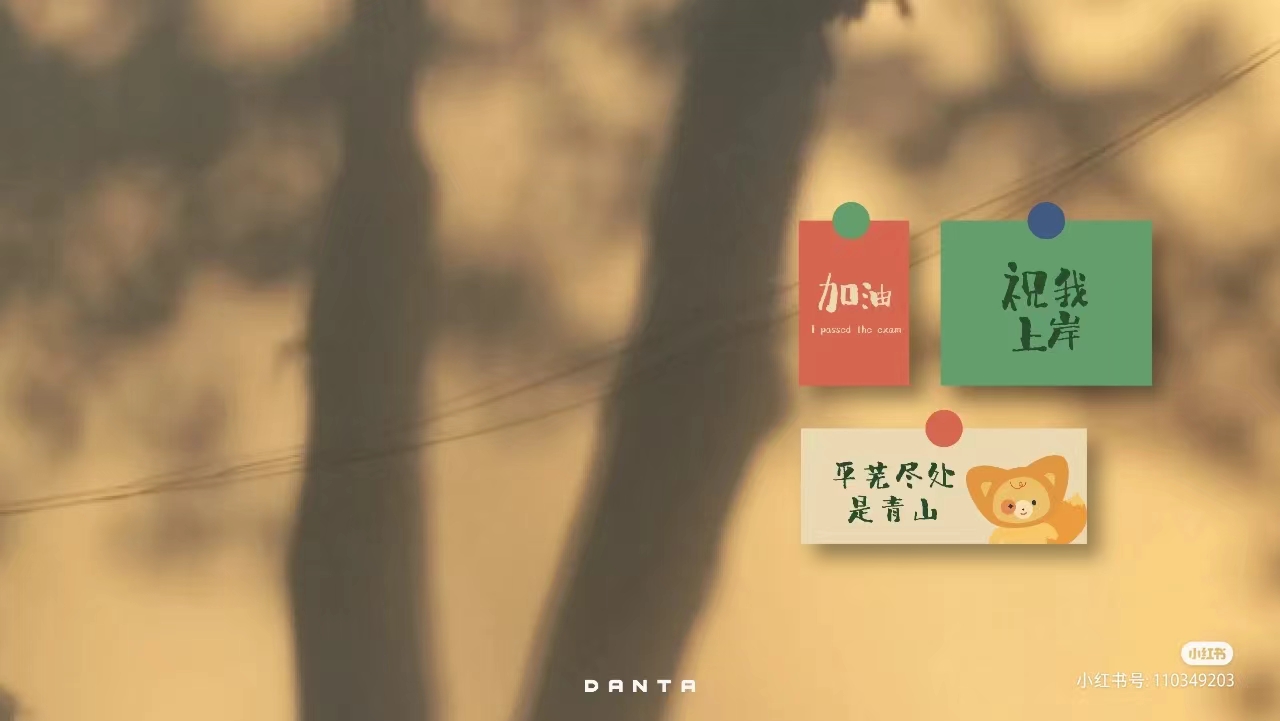 加油
I passed the exam
祝我
上岸
平芜尽处
是青山
DANTA
小红书
小红书号: 110349203